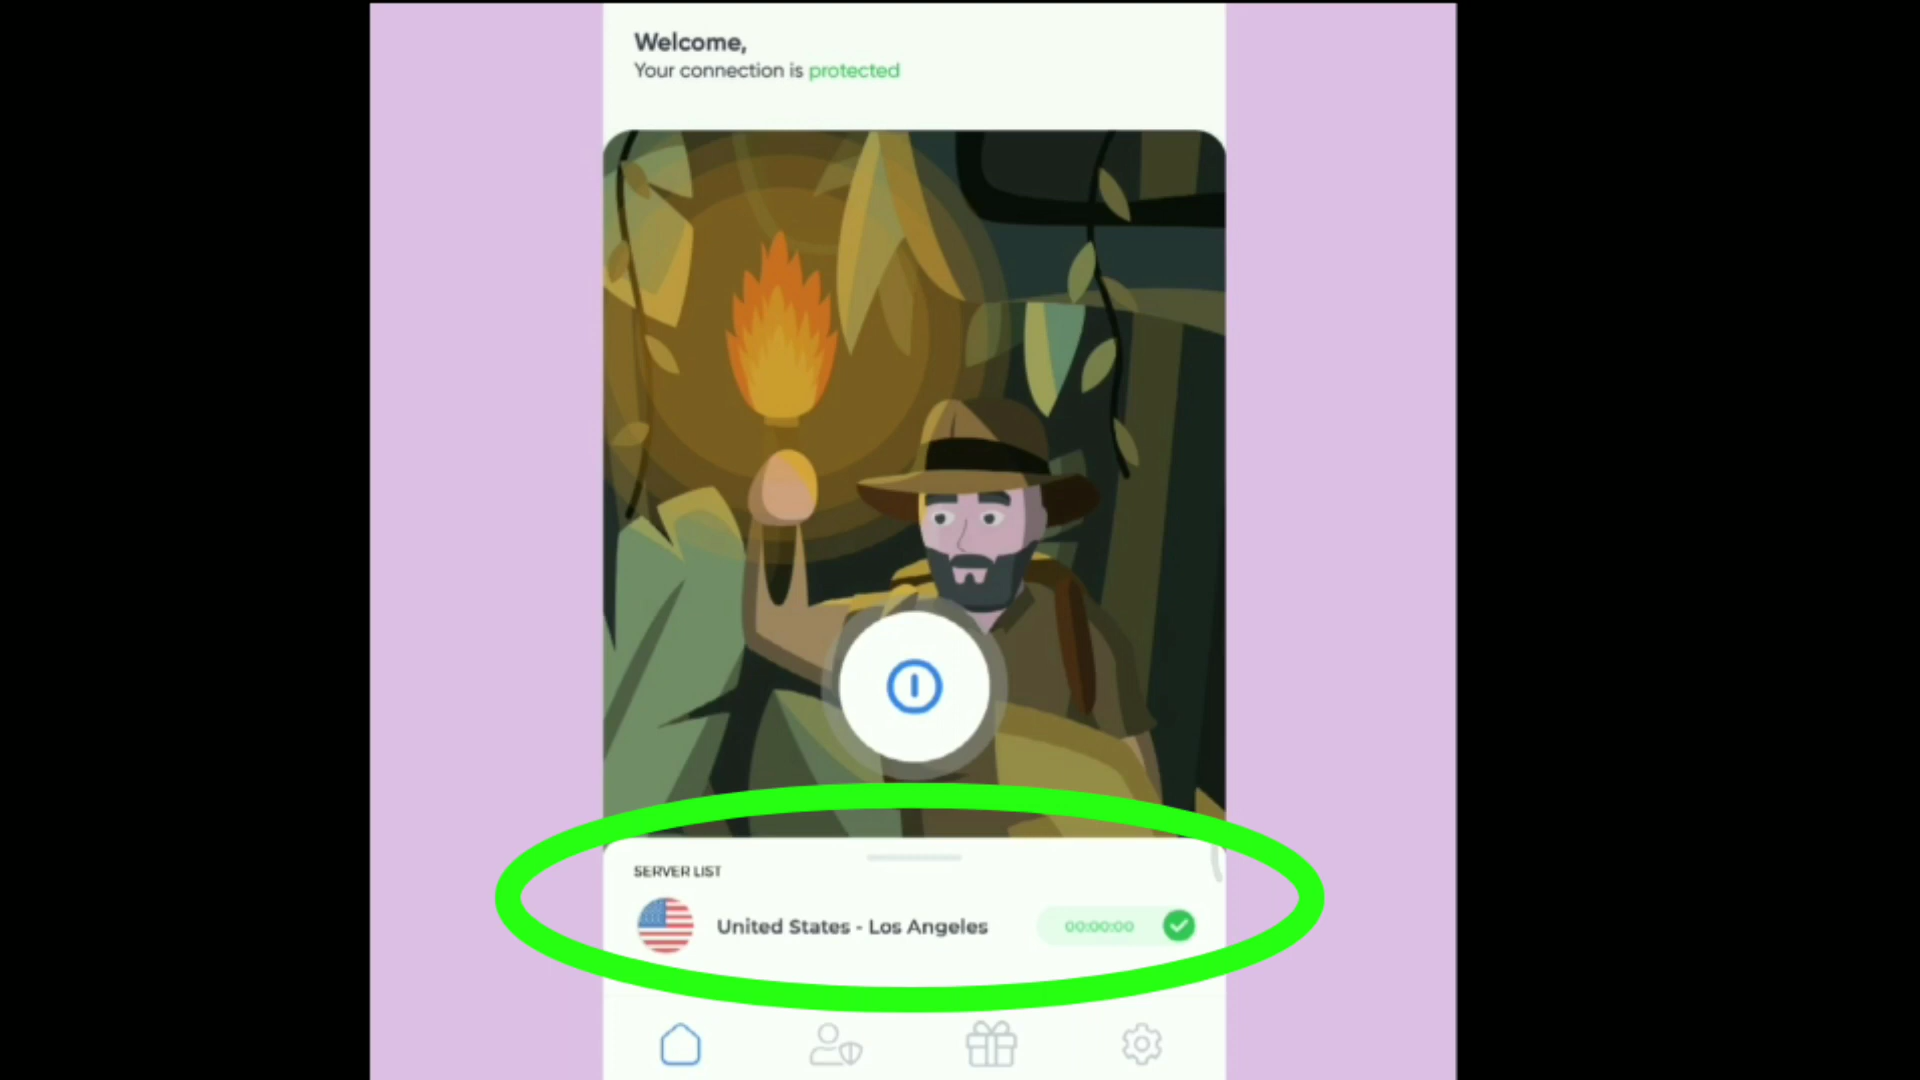 Welcome,
Your connection is protected
SERVER LIST
United States - Los Angeles
00:00:00